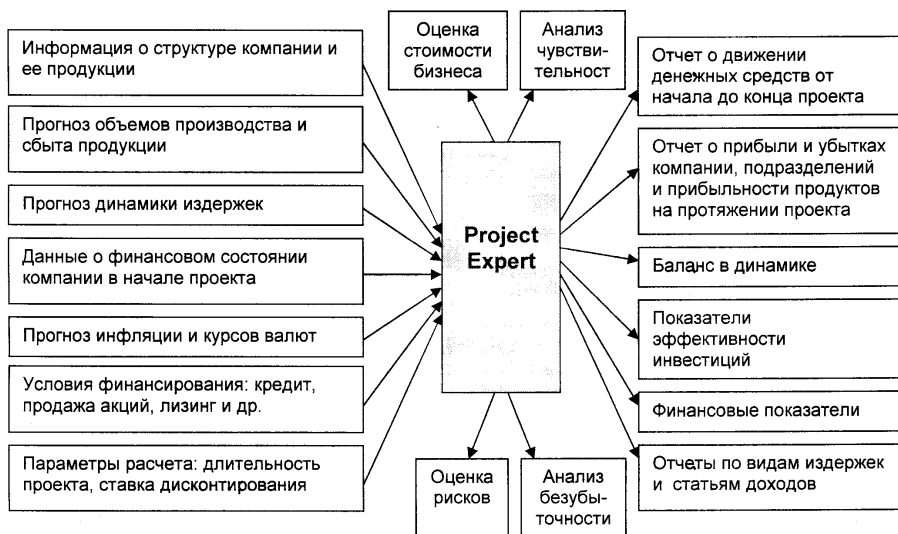 Информация о структуре компании и
ее продукции
Прогноз объемов производства и
сбыта продукции
Прогноз динамики издержек
Данные о финансовом состоянии
компании в начале проекта
Прогноз инфляции и курсов валют
Условия финансирования: кредит,
продажа акций, лизинг и др.
Параметры расчета: длительность
проекта, ставка дисконтирования
Оценка
стоимости
бизнеса
Анализ
чувстви-
тельност
Project
Expert
Оценка
рисков
Анализ
безубы-
точности
Отчет о движении
денежных средств от
начала до конца проекта
Отчет о прибыли и убытках
компании, подразделений
и прибыльности продуктов
на протяжении проекта
Баланс в динамике
Показатели
эффективности
инвестиций
Финансовые показатели
Отчеты по видам издержек
и статьям доходов